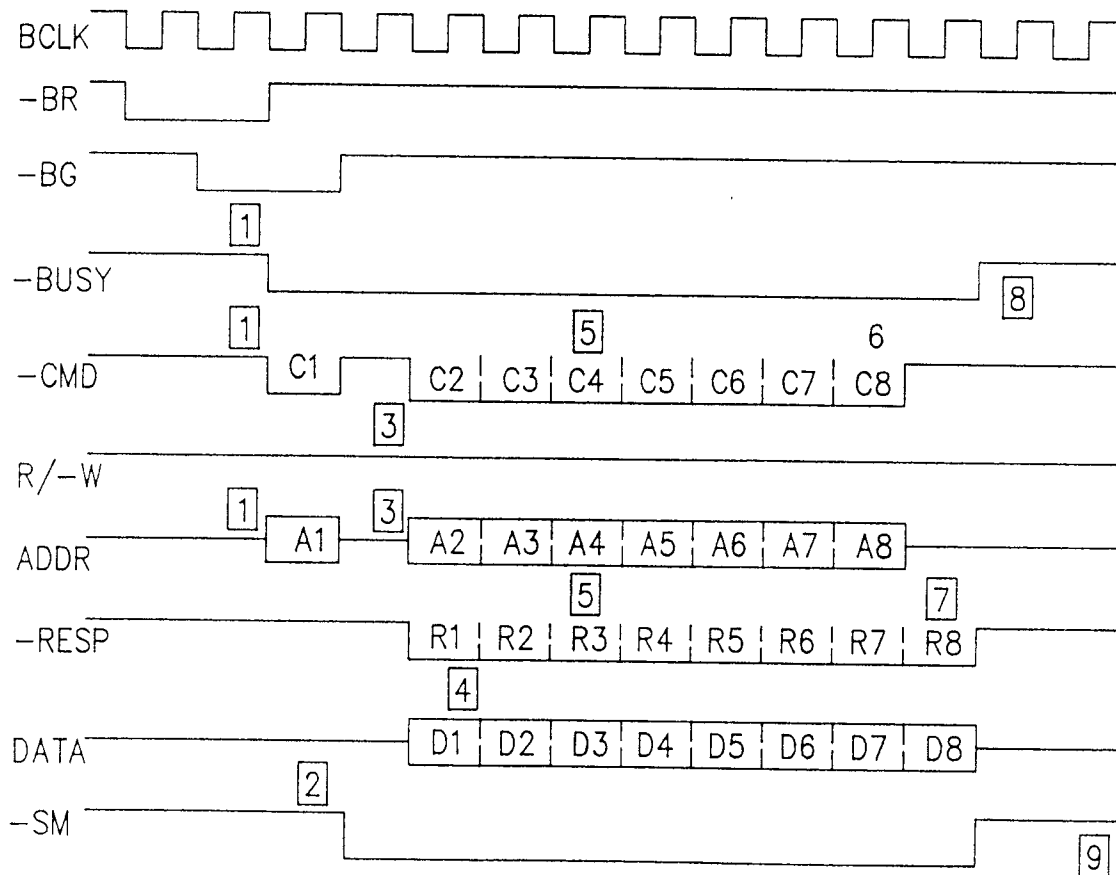 BCLK
-BR
-BG
1
-BUSY
8
1 5 6
-CMD C1 C2 C3 C4 C5 C6 C7 C8
3
R/-W
1 3
ADDR A1 A2 A3 A4 A5 A6 A7 A8
5 7
-RESP R1 R2 R3 R4 R5 R6 R7 R8
4
DATA D1 D2 D3 D4 D5 D6 D7 D8
2
-SM
9